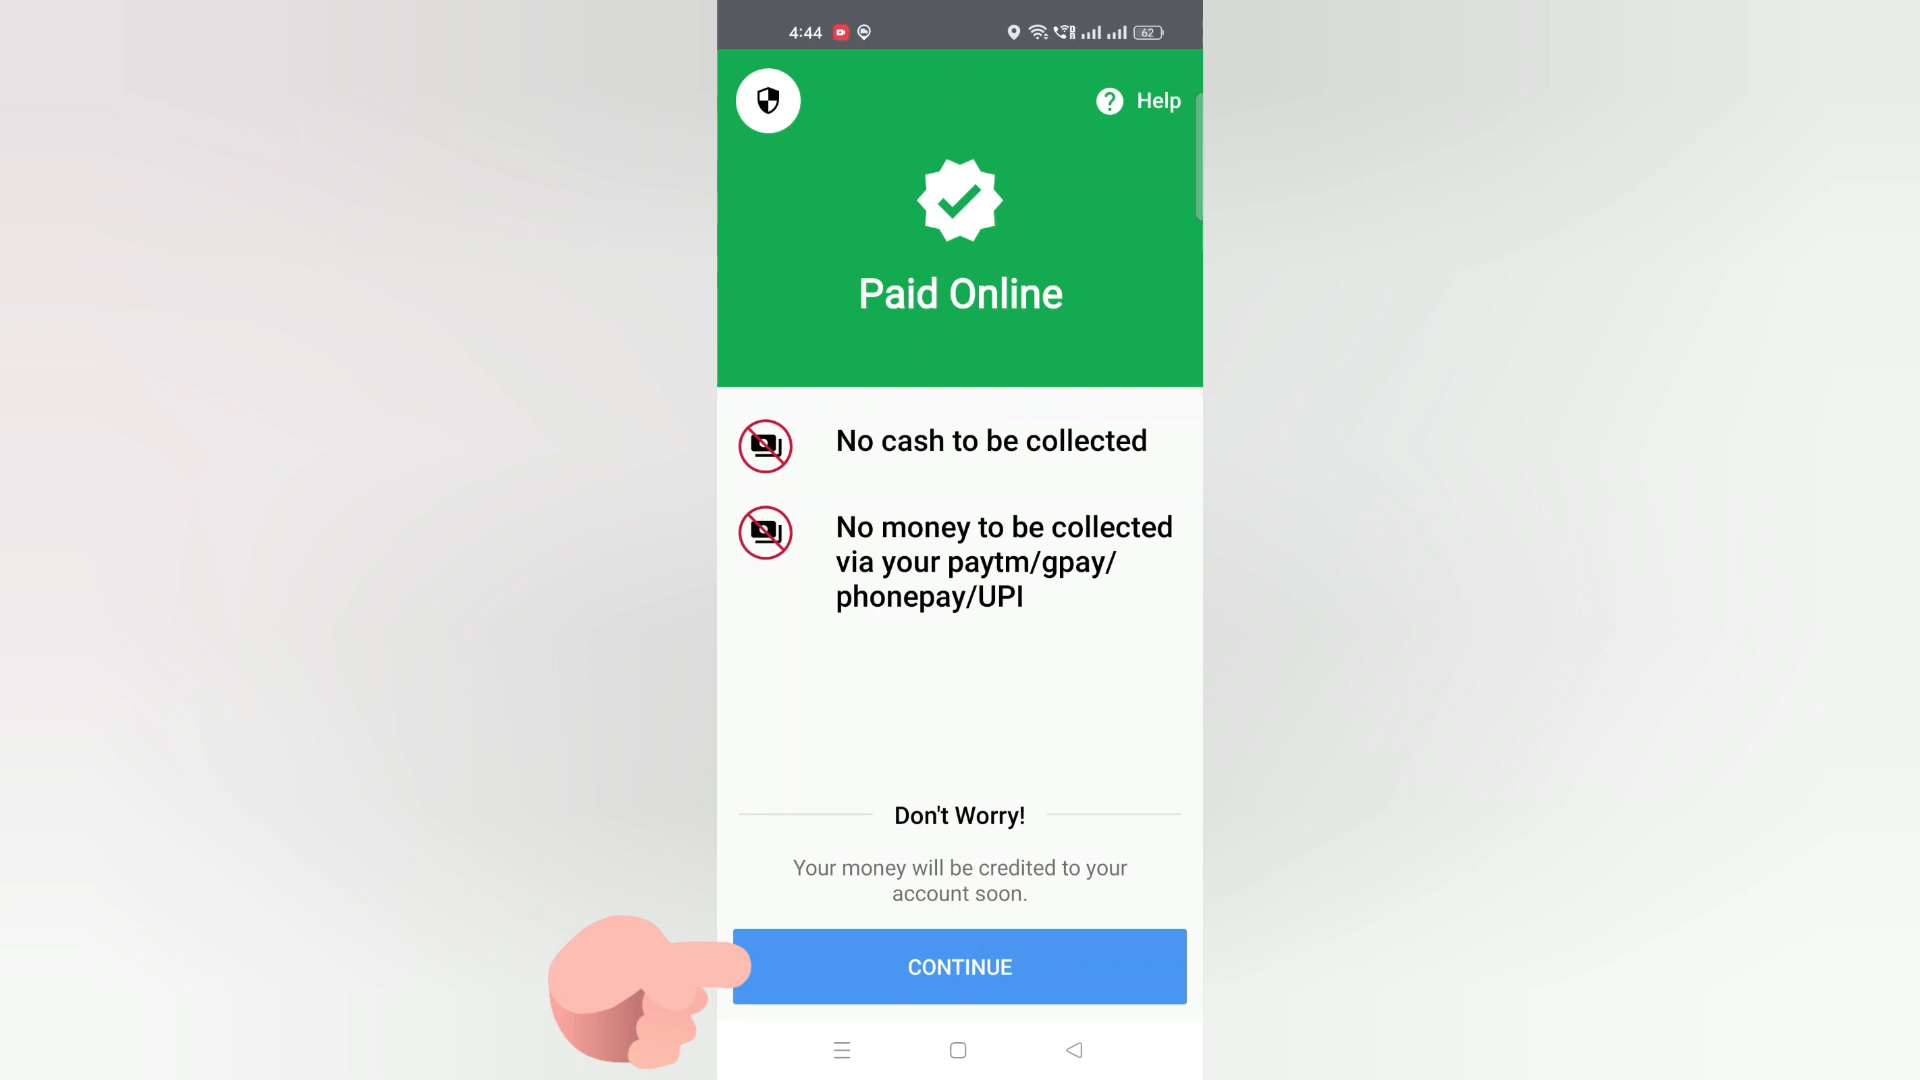 4:44
62
Help
Paid Online
No cash to be collected
No money to be collected
via your paytm/gpay/
phonepay/UPI
Don't Worry!
Your money will be credited to your
account soon.
CONTINUE